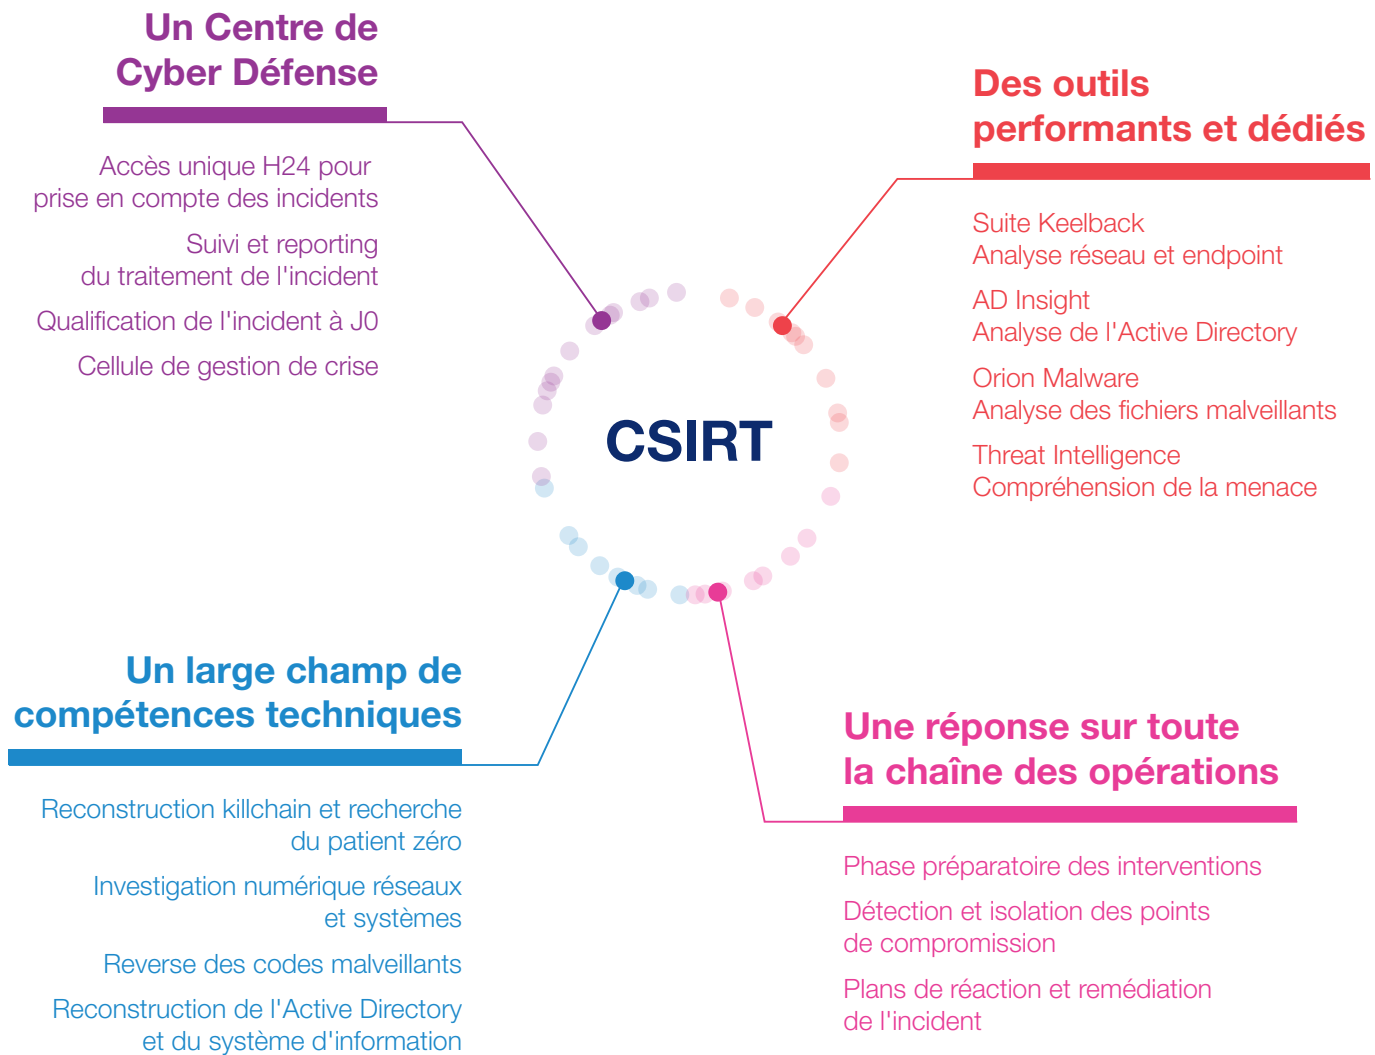 Un Centre de
Cyber Défense
Accès unique H24 pour
prise en compte des incidents
Suivi et reporting
du traitement de l'incident
Qualification de l'incident à J0
Cellule de gestion de crise
Des outils
performants et dédiés
Suite Keelback
Analyse réseau et endpoint
AD Insight
Analyse de l'Active Directory
Orion Malware
Analyse des fichiers malveillants
Threat Intelligence
Compréhension de la menace
CSIRT
Un large champ de
compétences techniques
Reconstruction killchain et recherche
du patient zéro
Investigation numérique réseaux
et systèmes
Reverse des codes malveillants
Reconstruction de l'Active Directory
et du système d'information
Une réponse sur toute
la chaîne des opérations
Phase préparatoire des interventions
Détection et isolation des points
de compromission
Plans de réaction et remédiation
de l'incident